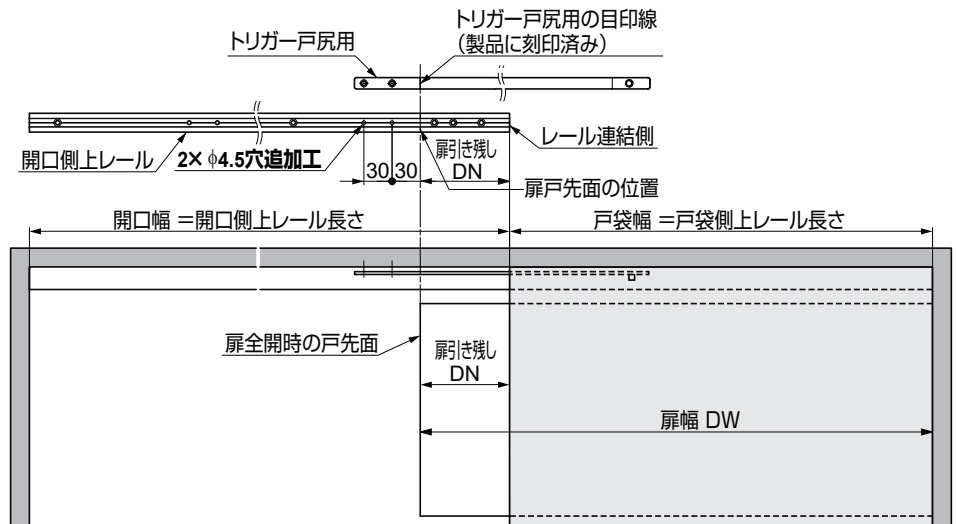 トリガー戸尻用の目印線
（製品に刻印済み）
トリガー戸尻用
レール連結側
開口側上レール
2× φ4.5穴追加工
扉引き残し
DN
30
30
扉戸先面の位置
開口幅 ＝開口側上レール長さ
戸袋幅 ＝戸袋側上レール長さ
扉全開時の戸先面
扉引き残し
DN
扉幅 DW